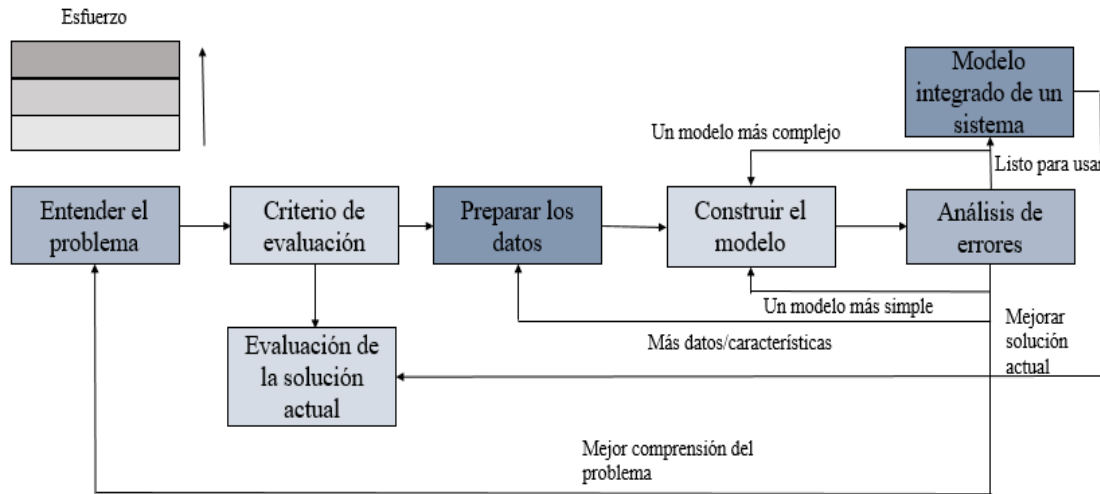 Esfuerzo
Modelo
integrado de un
sistema
Un modelo más complejo
Listo para usar
Entender el
problema
Criterio de
evaluación
Preparar los
datos
Construir el
modelo
Análisis de
errores
Un modelo más simple
Más datos/características
Mejorar
solución
actual
Evaluación de
la solución
actual
Mejor comprensión del
problema